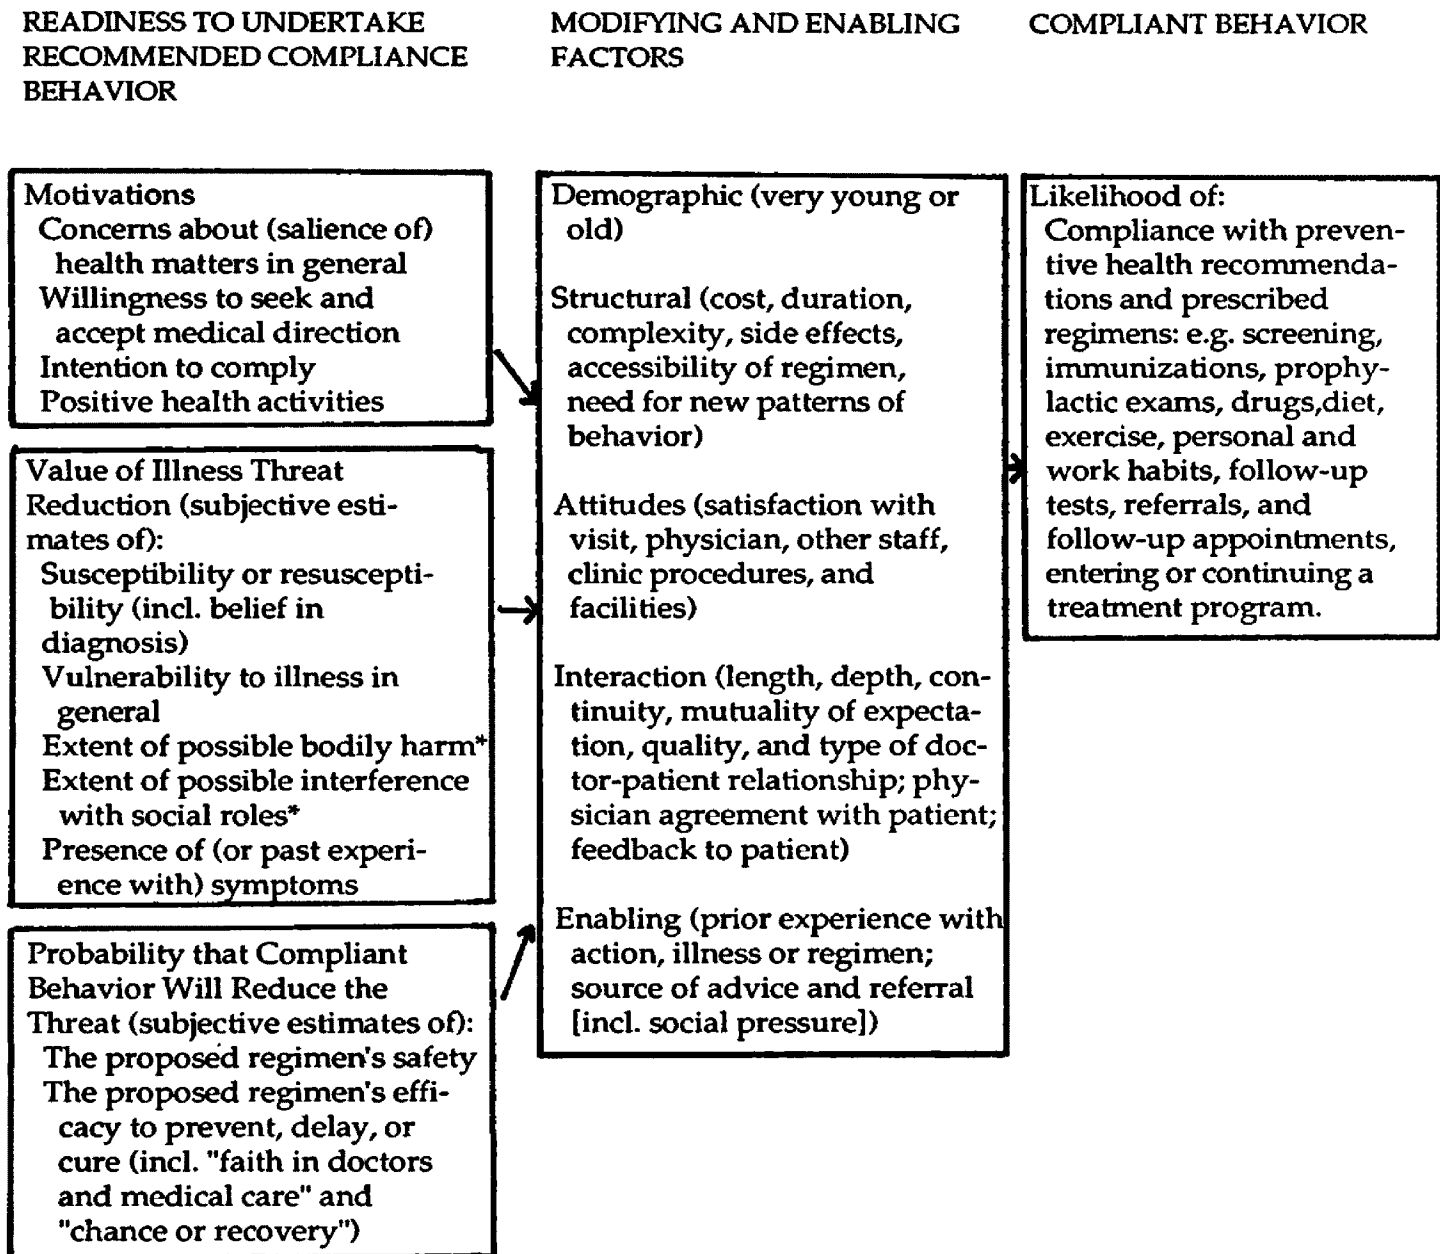 READINESS TO UNDERTAKE
RECOMMENDED COMPLIANCE
BEHAVIOR
MODIFYING AND ENABLING
FACTORS
COMPLIANT BEHAVIOR
Motivations
Concerns about (salience of)
health matters in general
Willingness to seek and
accept medical direction
Intention to comply
Positive health activities
Value of Illness Threat
Reduction (subjective esti-
mates of):
Susceptibility or resuscepti-
bility (incl. belief in
diagnosis)
Vulnerability to illness in
general
Extent of possible bodily harm*
Extent of possible interference
with social roles*
Presence of (or past experi-
ence with) symptoms
Probability that Compliant
Behavior Will Reduce the
Threat (subjective estimates of):
The proposed regimen's safety
The proposed regimen's effi-
cacy to prevent, delay, or
cure (incl. "faith in doctors
and medical care" and
"chance or recovery")
Demographic (very young or
old)
Structural (cost, duration,
complexity, side effects,
accessibility of regimen,
need for new patterns of
behavior)
Attitudes (satisfaction with
visit, physician, other staff,
clinic procedures, and
facilities)
Interaction (length, depth, con-
tinuity, mutuality of expecta-
tion, quality, and type of doc-
tor-patient relationship; phy-
sician agreement with patient;
feedback to patient)
Enabling (prior experience with
action, illness or regimen;
source of advice and referral
[incl. social pressure])
Likelihood of:
Compliance with preven-
tive health recommenda-
tions and prescribed
regimens: e.g. screening,
immunizations, prophy-
lactic exams, drugs,diet,
exercise, personal and
work habits, follow-up
tests, referrals, and
follow-up appointments,
entering or continuing a
treatment program.